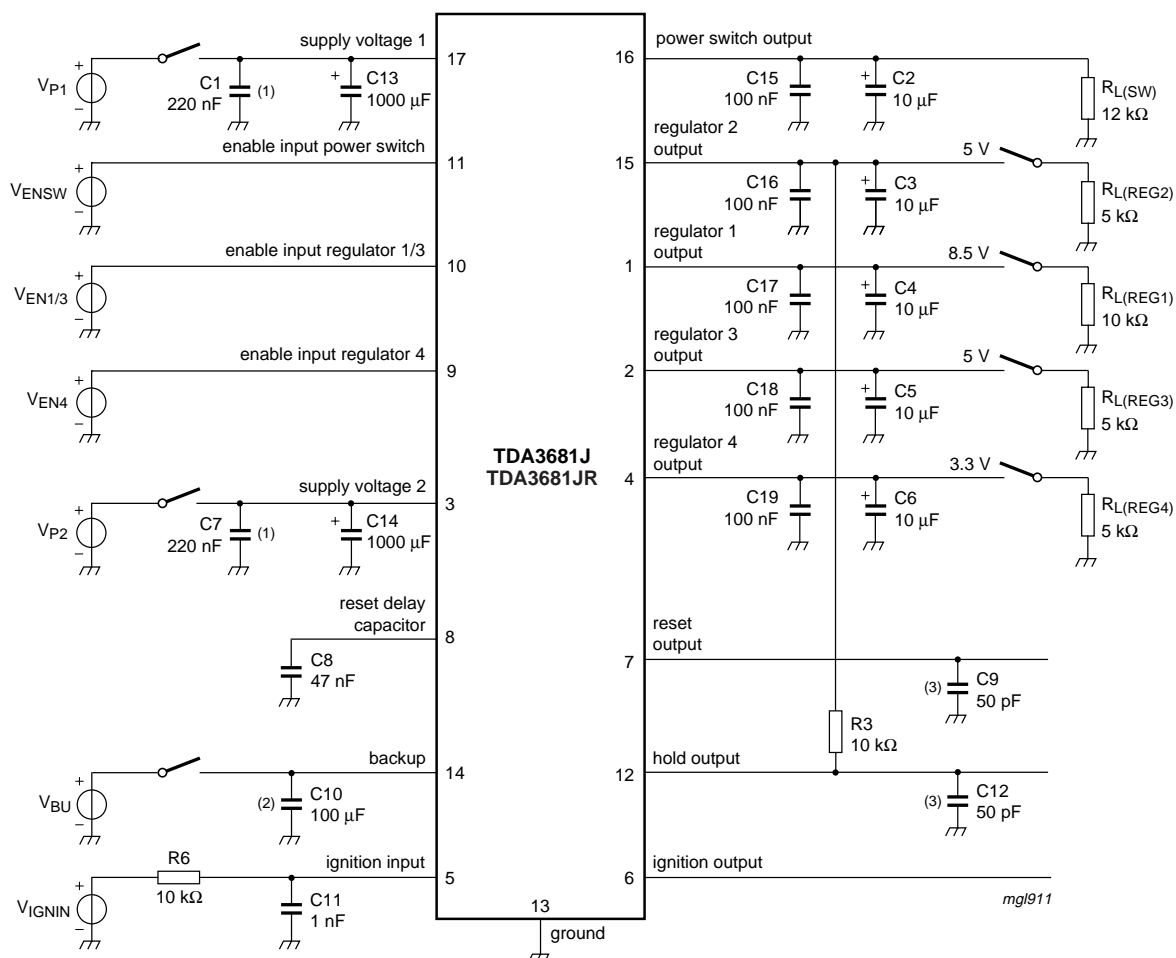 supply voltage 1
17
V_P1
+
−
C1
220 nF
(1)
+
C13
1000 μF
enable input power switch
11
V_ENSW
+
−
enable input regulator 1/3
10
V_EN1/3
+
−
enable input regulator 4
9
V_EN4
+
−
supply voltage 2
3
V_P2
+
−
C7
220 nF
(1)
+
C14
1000 μF
reset delay
capacitor
8
C8
47 nF
backup
14
V_BU
+
−
(2)
C10
100 μF
ignition input
5
V_IGNIN
+
−
R6
10 kΩ
C11
1 nF
TDA3681J
TDA3681JR
13
ground
power switch output
16
C15
100 nF
+
C2
10 μF
R_L(SW)
12 kΩ
regulator 2
output
15
5 V
C16
100 nF
+
C3
10 μF
R_L(REG2)
5 kΩ
regulator 1
output
1
8.5 V
C17
100 nF
+
C4
10 μF
R_L(REG1)
10 kΩ
regulator 3
output
2
5 V
C18
100 nF
+
C5
10 μF
R_L(REG3)
5 kΩ
regulator 4
output
4
3.3 V
C19
100 nF
+
C6
10 μF
R_L(REG4)
5 kΩ
reset
output
7
(3)
C9
50 pF
R3
10 kΩ
hold output
12
(3)
C12
50 pF
ignition output
6
mgl911